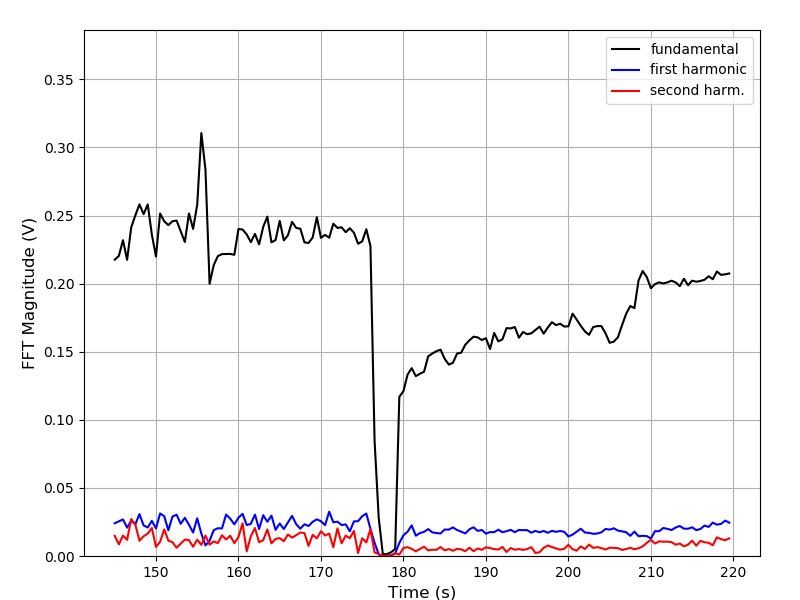 fundamental
first harmonic
second harm.
FFT Magnitude (V)
0.35
0.30
0.25
0.20
0.15
0.10
0.05
0.00
150 160 170 180 190 200 210 220
Time (s)